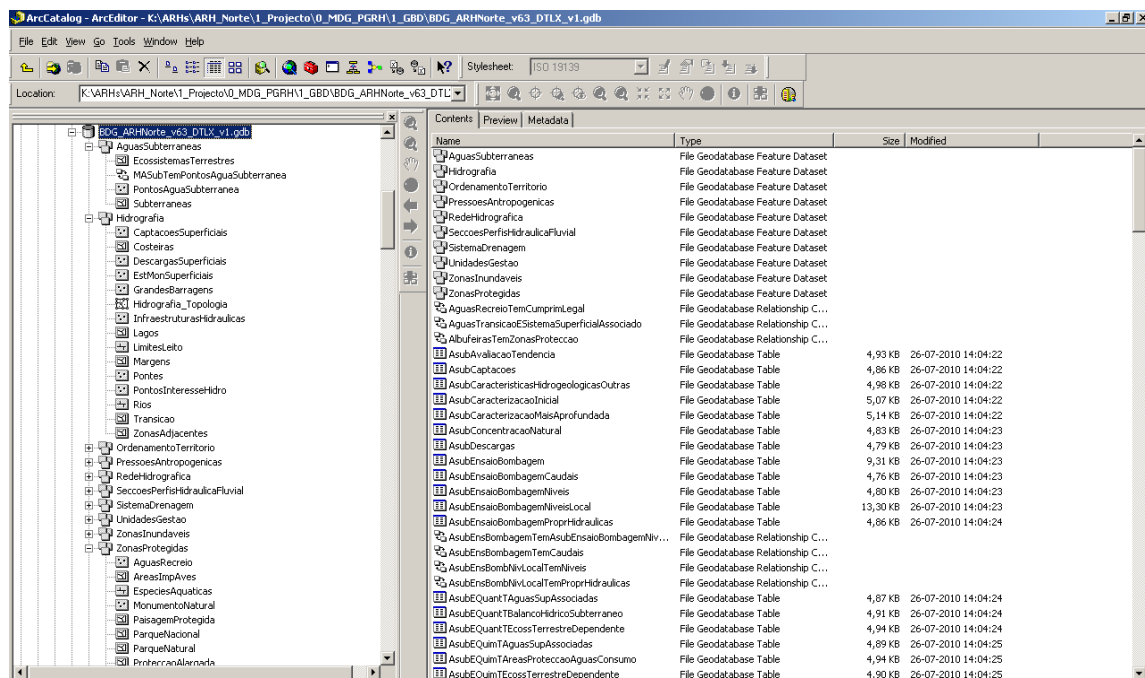 ArcCatalog - ArcEditor - K:\ARHs\ARH_Norte\1_Projecto\0_MDG_PGRH\1_GBD\BDG_ARHNorte_v63_DTLX_v1.gdb
File Edit View Go Tools Window Help
Stylesheet: ISO 19139
Location: K:\ARHs\ARH_Norte\1_Projecto\0_MDG_PGRH\1_GBD\BDG_ARHNorte_v63_DTL
BDG_ARHNorte_v63_DTLX_v1.gdb
AguasSubterraneas
EcossistemasTerrestres
MASubTemPontosAguaSubterranea
PontosAguaSubterranea
Subterraneas
Hidrografia
CaptacoesSuperficiais
Costeiras
DescargasSuperficiais
EstMonSuperficiais
GrandesBarragens
Hidrografia_Topologia
InfraestruturasHidraulicas
Lagos
LimitesLeito
Margens
Pontes
PontosInteresseHidro
Rios
Transicao
ZonasAdjacentes
OrdenamentoTerritorio
PressoesAntropogenicas
RedeHidrografica
SeccoesPerfisHidraulicaFluvial
SistemaDrenagem
UnidadesGestao
ZonasInundaveis
ZonasProtegidas
AguasRecreio
AreasImpAves
EspeciesAquaticas
MonumentoNatural
PaisagemProtegida
ParqueNacional
ParqueNatural
ProteccaoAlargada
Contents Preview Metadata
Name Type Size Modified
AguasSubterraneas File Geodatabase Feature Dataset
Hidrografia File Geodatabase Feature Dataset
OrdenamentoTerritorio File Geodatabase Feature Dataset
PressoesAntropogenicas File Geodatabase Feature Dataset
RedeHidrografica File Geodatabase Feature Dataset
SeccoesPerfisHidraulicaFluvial File Geodatabase Feature Dataset
SistemaDrenagem File Geodatabase Feature Dataset
UnidadesGestao File Geodatabase Feature Dataset
ZonasInundaveis File Geodatabase Feature Dataset
ZonasProtegidas File Geodatabase Feature Dataset
AguasRecreioTemCumprimLegal File Geodatabase Relationship C...
AguasTransicaoESistemaSuperficialAssociado File Geodatabase Relationship C...
AlbufeirasTemZonasProteccao File Geodatabase Relationship C...
AsubAvaliacaoTendencia File Geodatabase Table 4,93 KB 26-07-2010 14:04:22
AsubCaptacoes File Geodatabase Table 4,86 KB 26-07-2010 14:04:22
AsubCaracteristicasHidrogeologicasOutras File Geodatabase Table 4,98 KB 26-07-2010 14:04:22
AsubCaracterizacaoInicial File Geodatabase Table 5,07 KB 26-07-2010 14:04:22
AsubCaracterizacaoMaisAprofundada File Geodatabase Table 5,14 KB 26-07-2010 14:04:22
AsubConcentracaoNatural File Geodatabase Table 4,83 KB 26-07-2010 14:04:23
AsubDescargas File Geodatabase Table 4,79 KB 26-07-2010 14:04:23
AsubEnsaioBombagem File Geodatabase Table 9,31 KB 26-07-2010 14:04:23
AsubEnsaioBombagemCaudais File Geodatabase Table 4,76 KB 26-07-2010 14:04:23
AsubEnsaioBombagemNiveis File Geodatabase Table 4,80 KB 26-07-2010 14:04:23
AsubEnsaioBombagemNiveisLocal File Geodatabase Table 13,30 KB 26-07-2010 14:04:23
AsubEnsaioBombagemProprHidraulicas File Geodatabase Table 4,86 KB 26-07-2010 14:04:24
AsubEnsBombagemTemAsubEnsaioBombagemNiv... File Geodatabase Relationship C...
AsubEnsBombagemTemCaudais File Geodatabase Relationship C...
AsubEnsBombNivLocalTemNiveis File Geodatabase Relationship C...
AsubEnsBombNivLocalTemProprHidraulicas File Geodatabase Relationship C...
AsubEQuantTAguasSupAssociadas File Geodatabase Table 4,87 KB 26-07-2010 14:04:24
AsubEQuantTBalancoHidricoSubterraneo File Geodatabase Table 4,91 KB 26-07-2010 14:04:24
AsubEQuantTEcossTerrestreDependente File Geodatabase Table 4,94 KB 26-07-2010 14:04:24
AsubEQuimTAguasSupAssociadas File Geodatabase Table 4,89 KB 26-07-2010 14:04:25
AsubEQuimTAreasProteccaoAguasConsumo File Geodatabase Table 4,94 KB 26-07-2010 14:04:25
AsubEQuimTEcossTerrestreDependente File Geodatabase Table 4,90 KB 26-07-2010 14:04:25